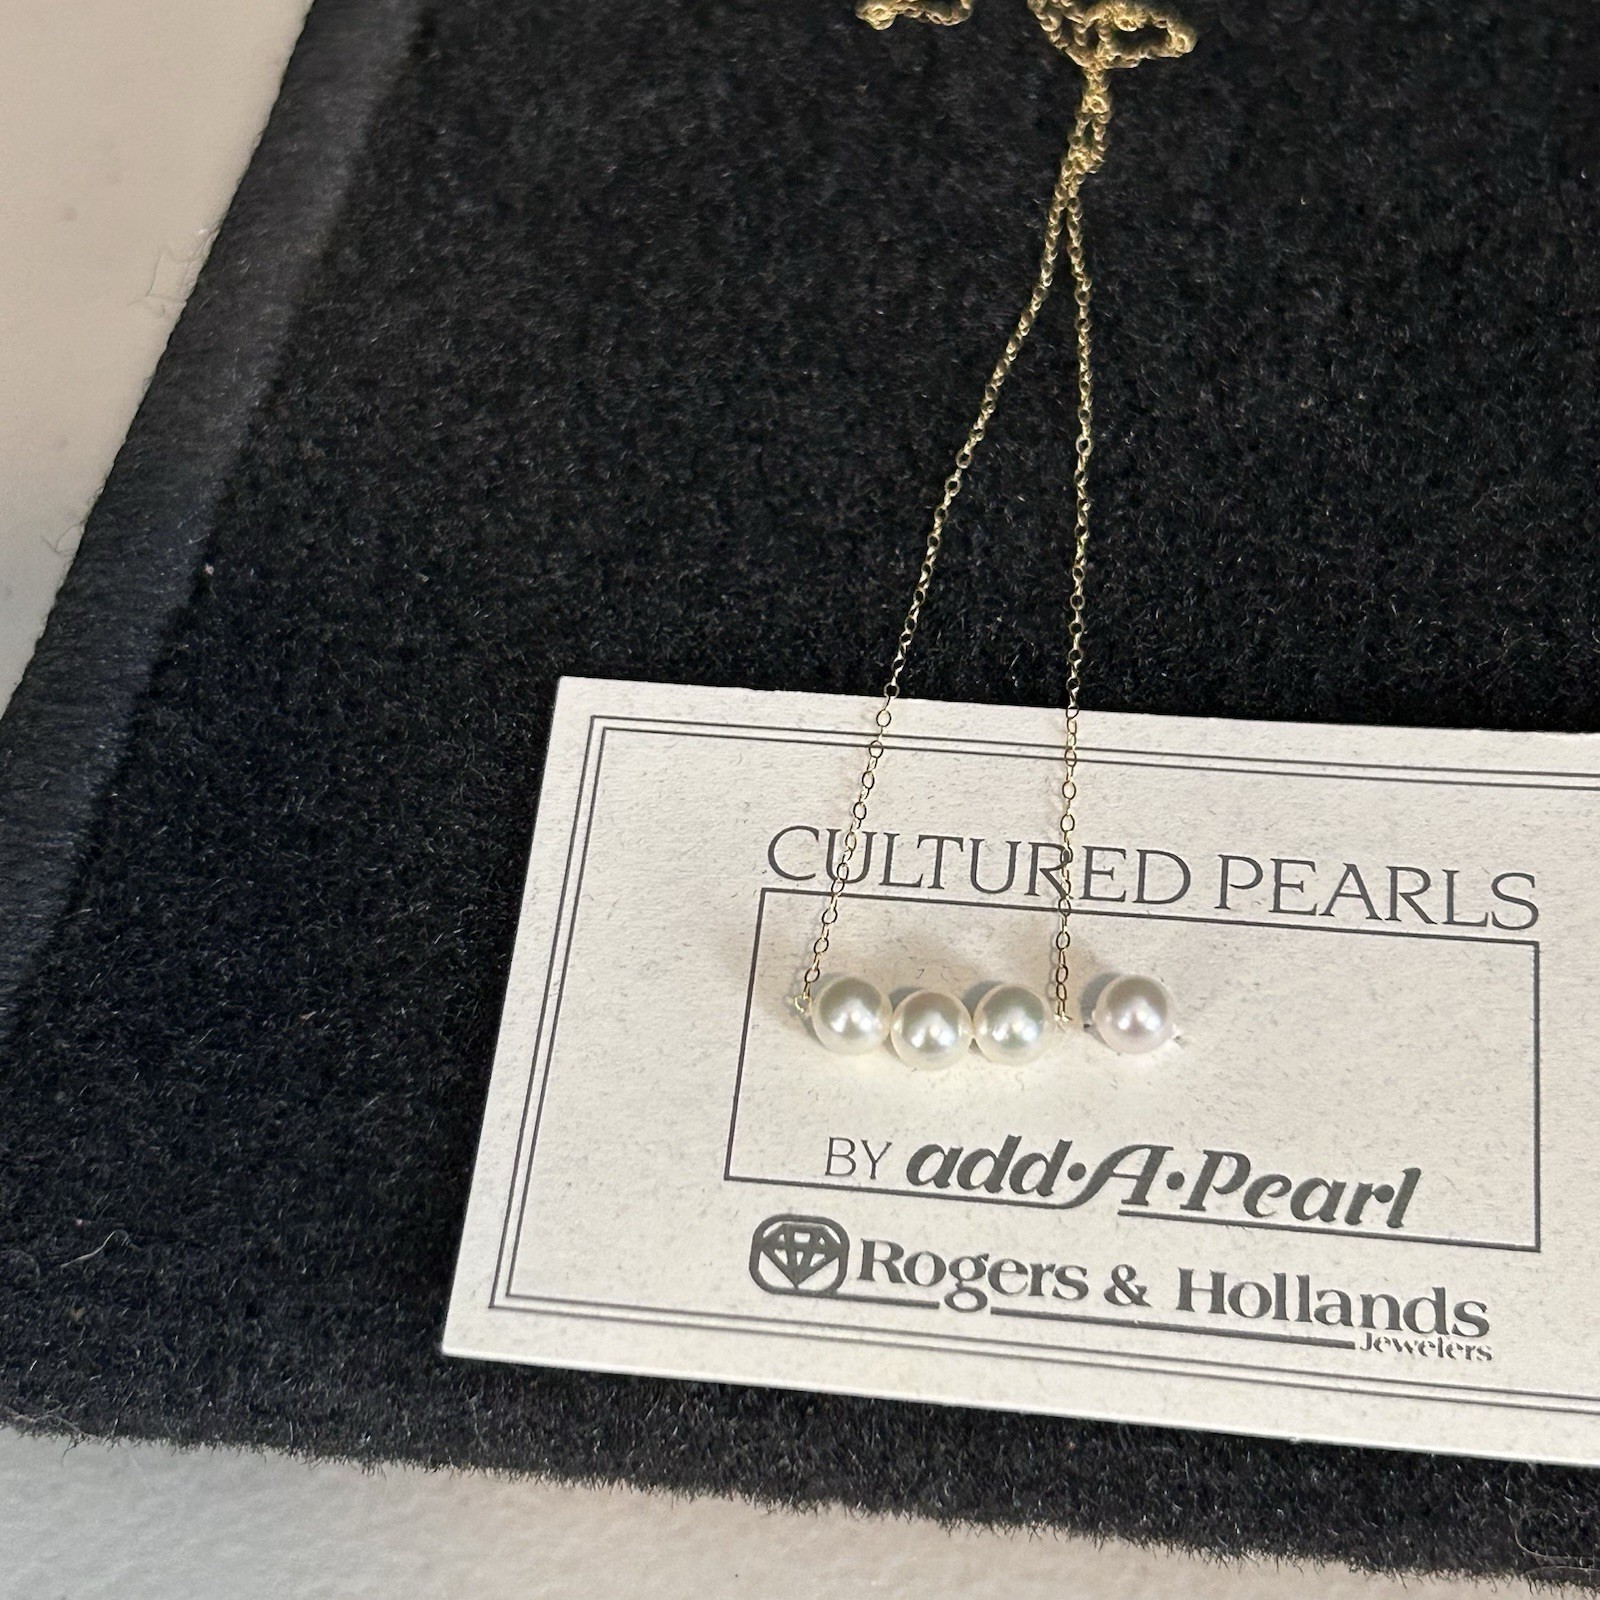 CULTURED PEARLS
BY add·A·Pearl
Rogers & Hollands
Jewelers